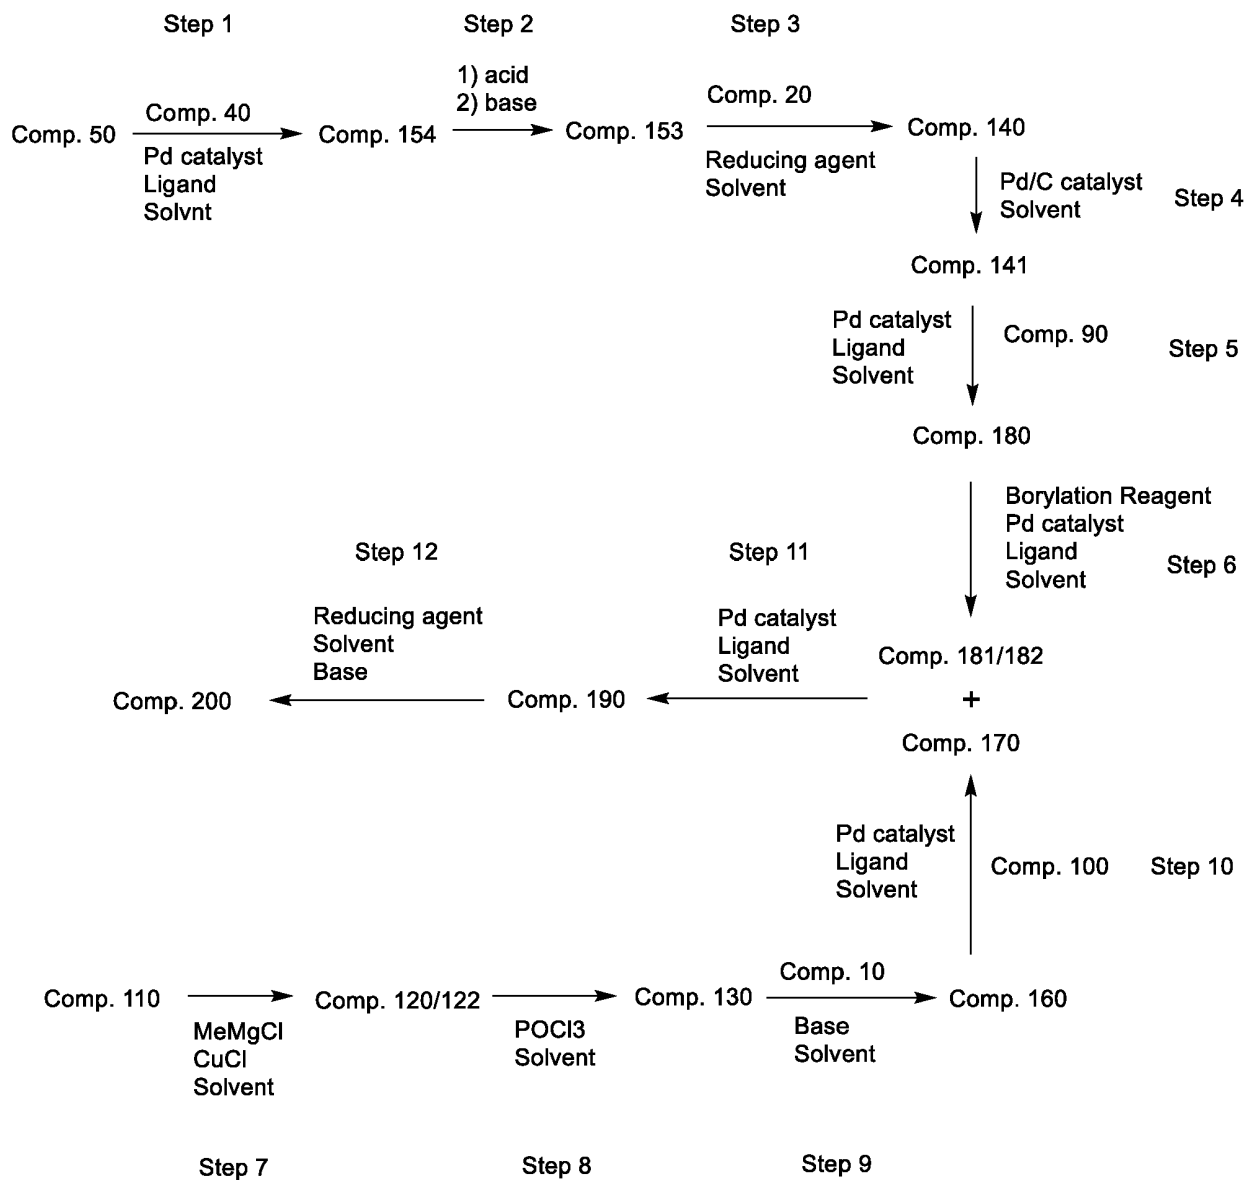 Step 1
Step 2
Step 3
Comp. 50
Comp. 40
Pd catalyst
Ligand
Solvnt
Comp. 154
1) acid
2) base
Comp. 153
Comp. 20
Reducing agent
Solvent
Comp. 140
Pd/C catalyst
Solvent
Step 4
Comp. 141
Pd catalyst
Ligand
Solvent
Comp. 90
Step 5
Comp. 180
Borylation Reagent
Pd catalyst
Ligand
Solvent
Step 6
Step 12
Step 11
Reducing agent
Solvent
Base
Pd catalyst
Ligand
Solvent
Comp. 181/182
+
Comp. 200
Comp. 190
Comp. 170
Pd catalyst
Ligand
Solvent
Comp. 100
Step 10
Comp. 110
MeMgCl
CuCl
Solvent
Comp. 120/122
POCl3
Solvent
Comp. 130
Comp. 10
Base
Solvent
Comp. 160
Step 7
Step 8
Step 9